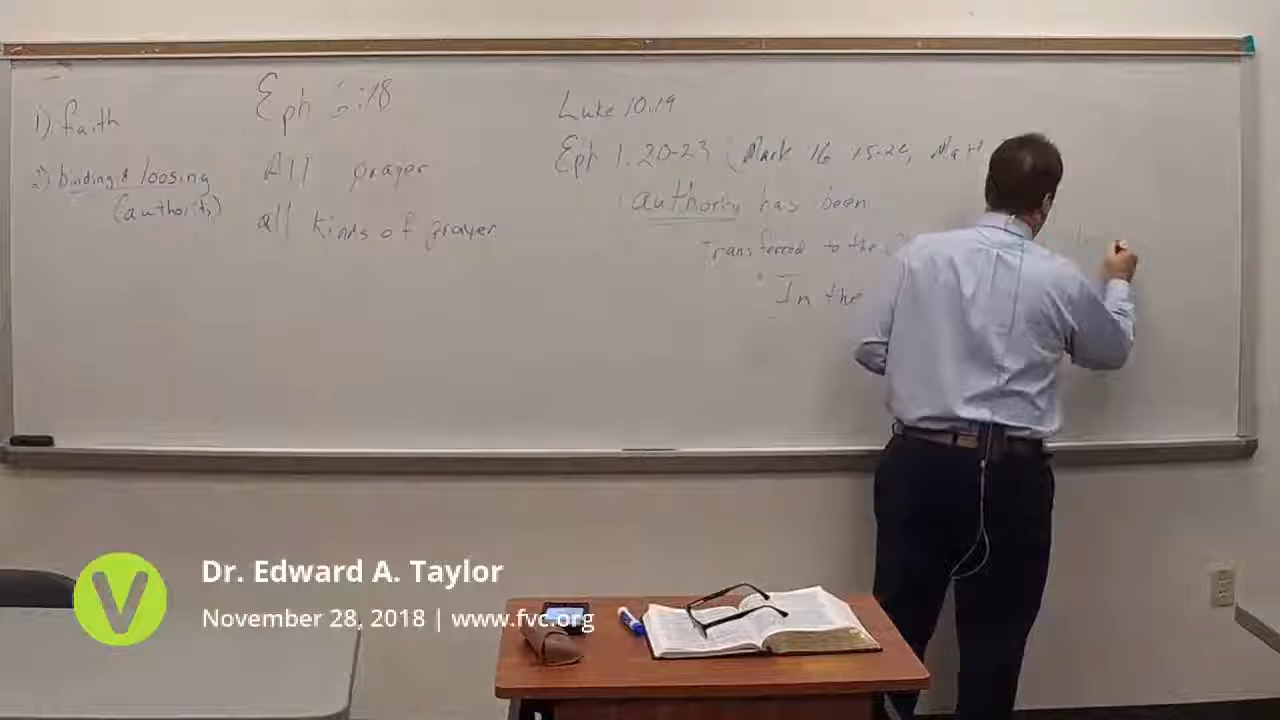 1) faith
2) binding & loosing
(authority)
Eph :18
All prayer
all kinds of prayer
Luke 10.19
Eph 1.20-23 (Mark 16 15-20, Matt
authority has been
Transferred to the
In the
V
Dr. Edward A. Taylor
November 28, 2018 | www.fvc.org